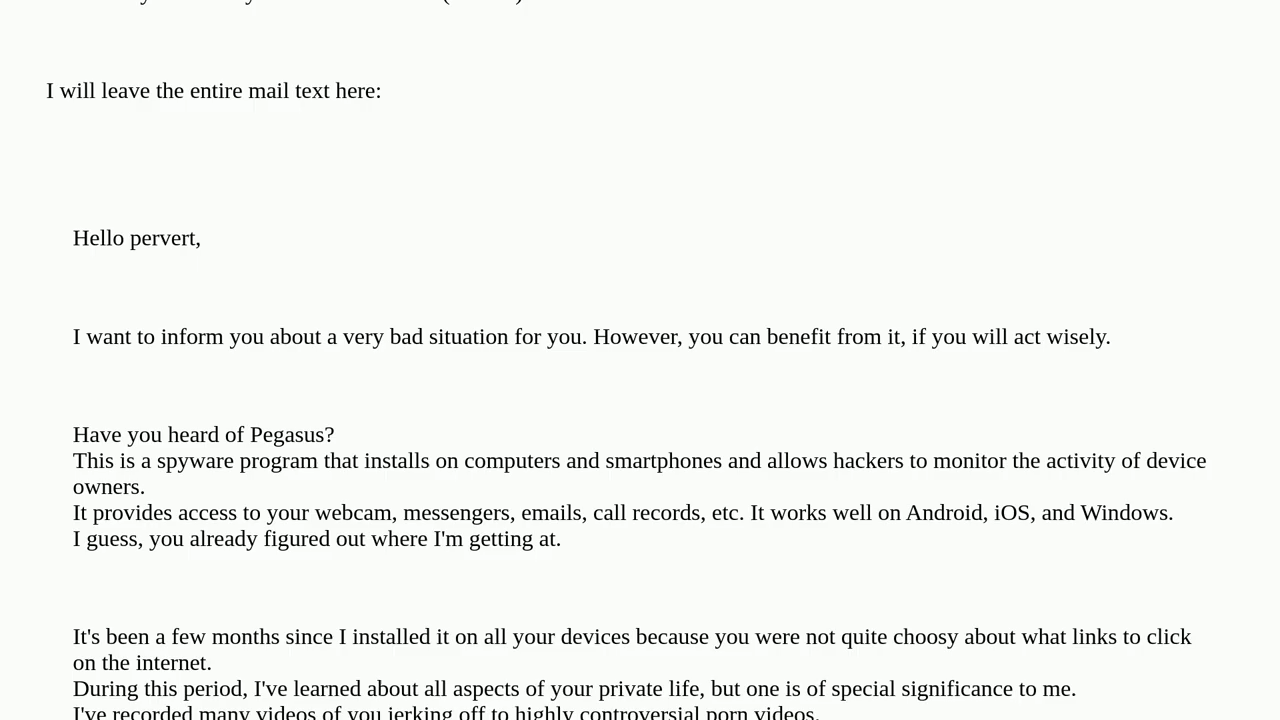 I will leave the entire mail text here:
Hello pervert,
I want to inform you about a very bad situation for you. However, you can benefit from it, if you will act wisely.
Have you heard of Pegasus?
This is a spyware program that installs on computers and smartphones and allows hackers to monitor the activity of device
owners.
It provides access to your webcam, messengers, emails, call records, etc. It works well on Android, iOS, and Windows.
I guess, you already figured out where I'm getting at.
It's been a few months since I installed it on all your devices because you were not quite choosy about what links to click
on the internet.
During this period, I've learned about all aspects of your private life, but one is of special significance to me.
I've recorded many videos of you jerking off to highly controversial porn videos.